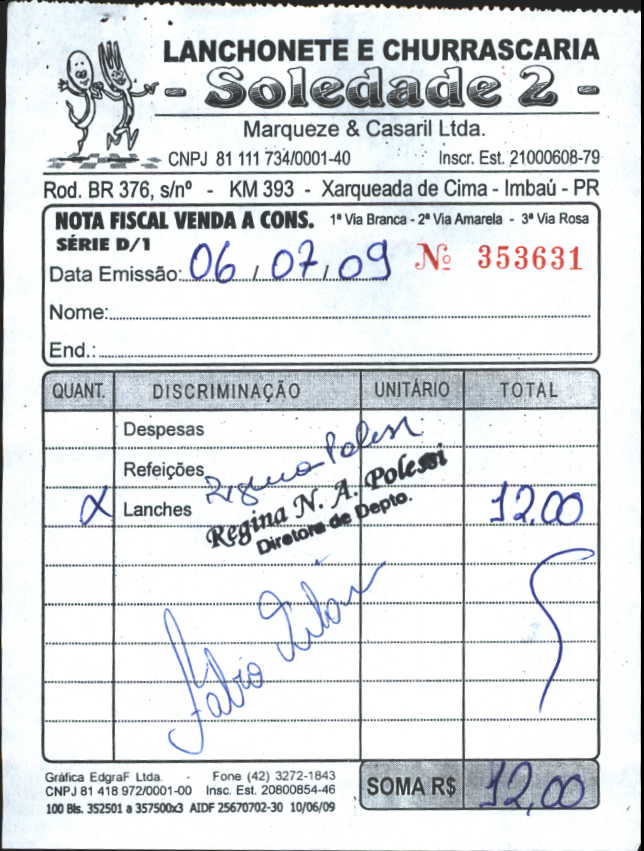 LANCHONETE E CHURRASCARIA
- Soledade 2 -
Marqueze & Casaril Ltda.
CNPJ 81 111 734/0001-40 Inscr. Est. 21000608-79
Rod. BR 376, s/nº - KM 393 - Xarqueada de Cima - Imbaú - PR
NOTA FISCAL VENDA A CONS. 1ª Via Branca - 2ª Via Amarela - 3ª Via Rosa
SÉRIE D/1
Data Emissão: 06 / 07 / 09 Nº 353631
Nome:
End.:
QUANT. DISCRIMINAÇÃO UNITÁRIO TOTAL
Despesas
Refeições
Regina Polessi
Lanches 12,00
Regina N. A. Polessi
Diretora de Depto.
Fabio
Gráfica EdgraF Ltda. - Fone (42) 3272-1843
CNPJ 81 418 972/0001-00 Insc. Est. 20800854-46
100 Bls. 352501 a 357500x3 AIDF 25670702-30 10/06/09
SOMA R$ 12,00